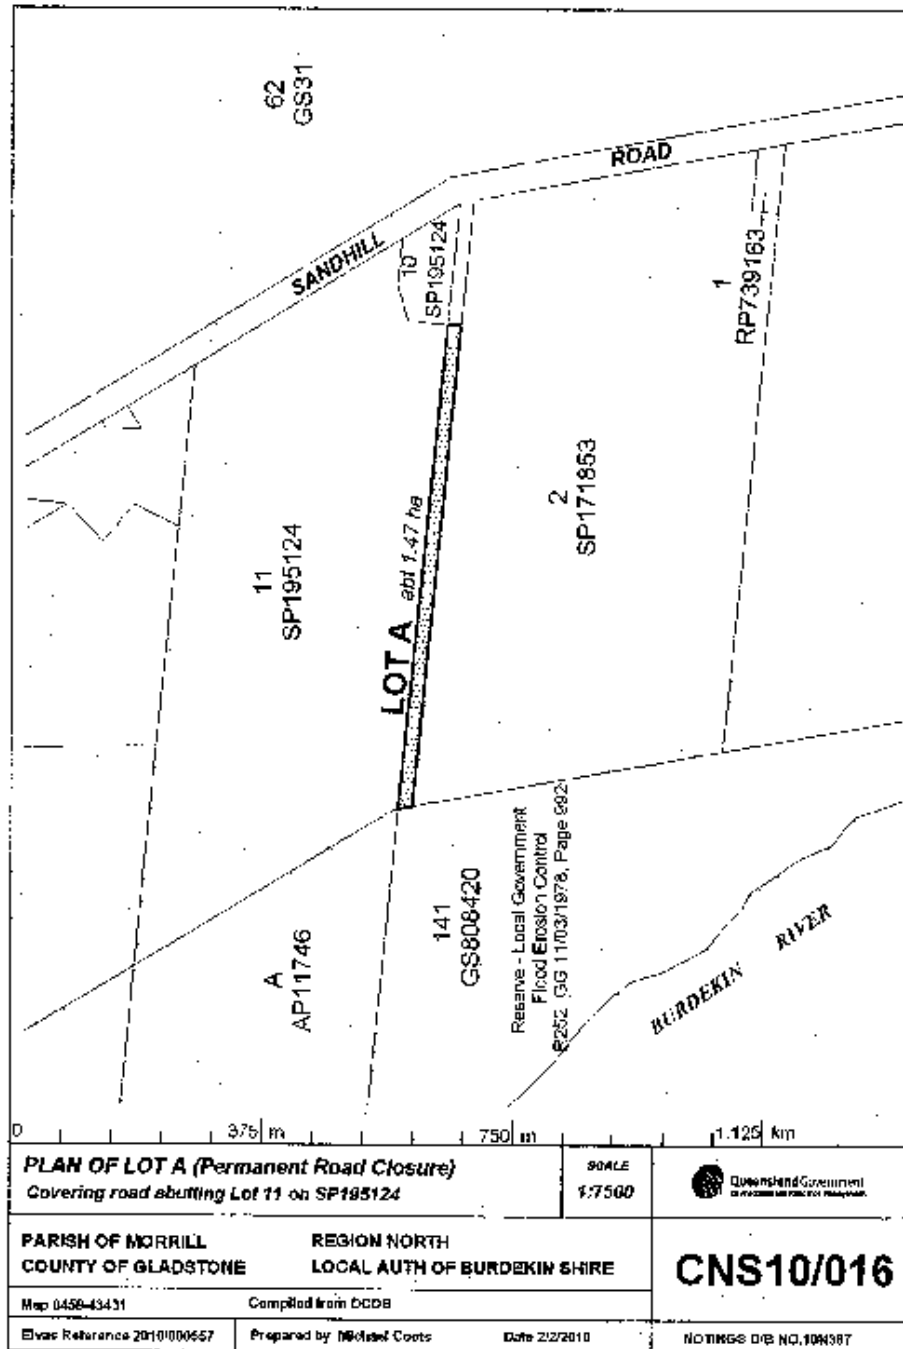 62
GS31
ROAD
SANDHILL
10
SP195124
1
RP739163
2
SP171853
11
SP195124
abt 1.47 ha
LOT A
141
GS808420
Reserve - Local Government
Flood Erosion Control
R252 GG 11/03/1978, Page 992
A
AP11746
BURDEKIN RIVER
0 375 m 750 m 1.125 km
PLAN OF LOT A (Permanent Road Closure)
Covering road abutting Lot 11 on SP195124
SCALE
1:7500
Queensland Government
PARISH OF MORRILL
COUNTY OF GLADSTONE
REGION NORTH
LOCAL AUTH OF BURDEKIN SHIRE
CNS10/016
Map 8458-43431
Compiled from DCDB
Elvas Reference 2010/000557
Prepared by Michael Coots
Date 2/2/2010
NOTINGS D/B NO.